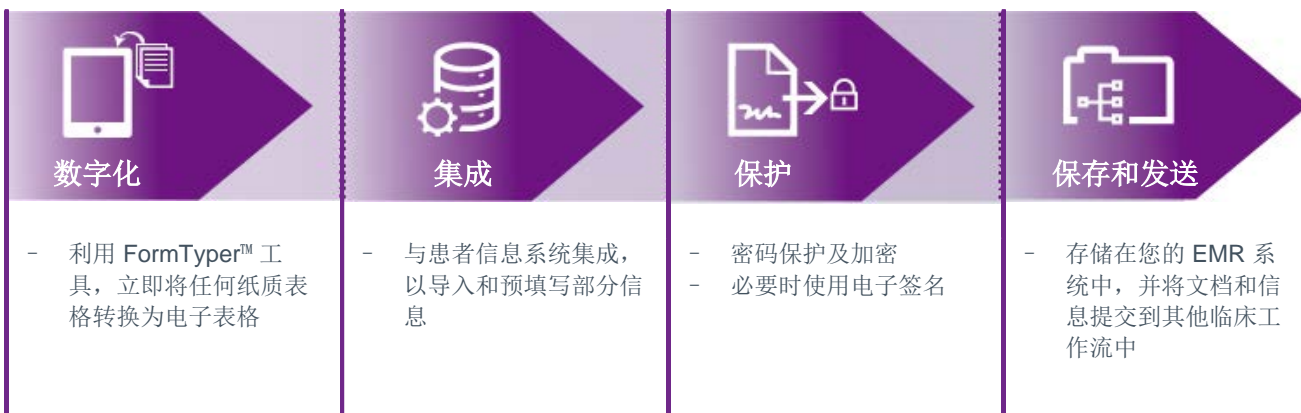 数字化
- 利用 FormTyper™ 工
具，立即将任何纸质表
格转换为电子表格
集成
- 与患者信息系统集成，
以导入和预填写部分信
息
保护
- 密码保护及加密
- 必要时使用电子签名
保存和发送
- 存储在您的 EMR 系
统中，并将文档和信
息提交到其他临床工
作流中